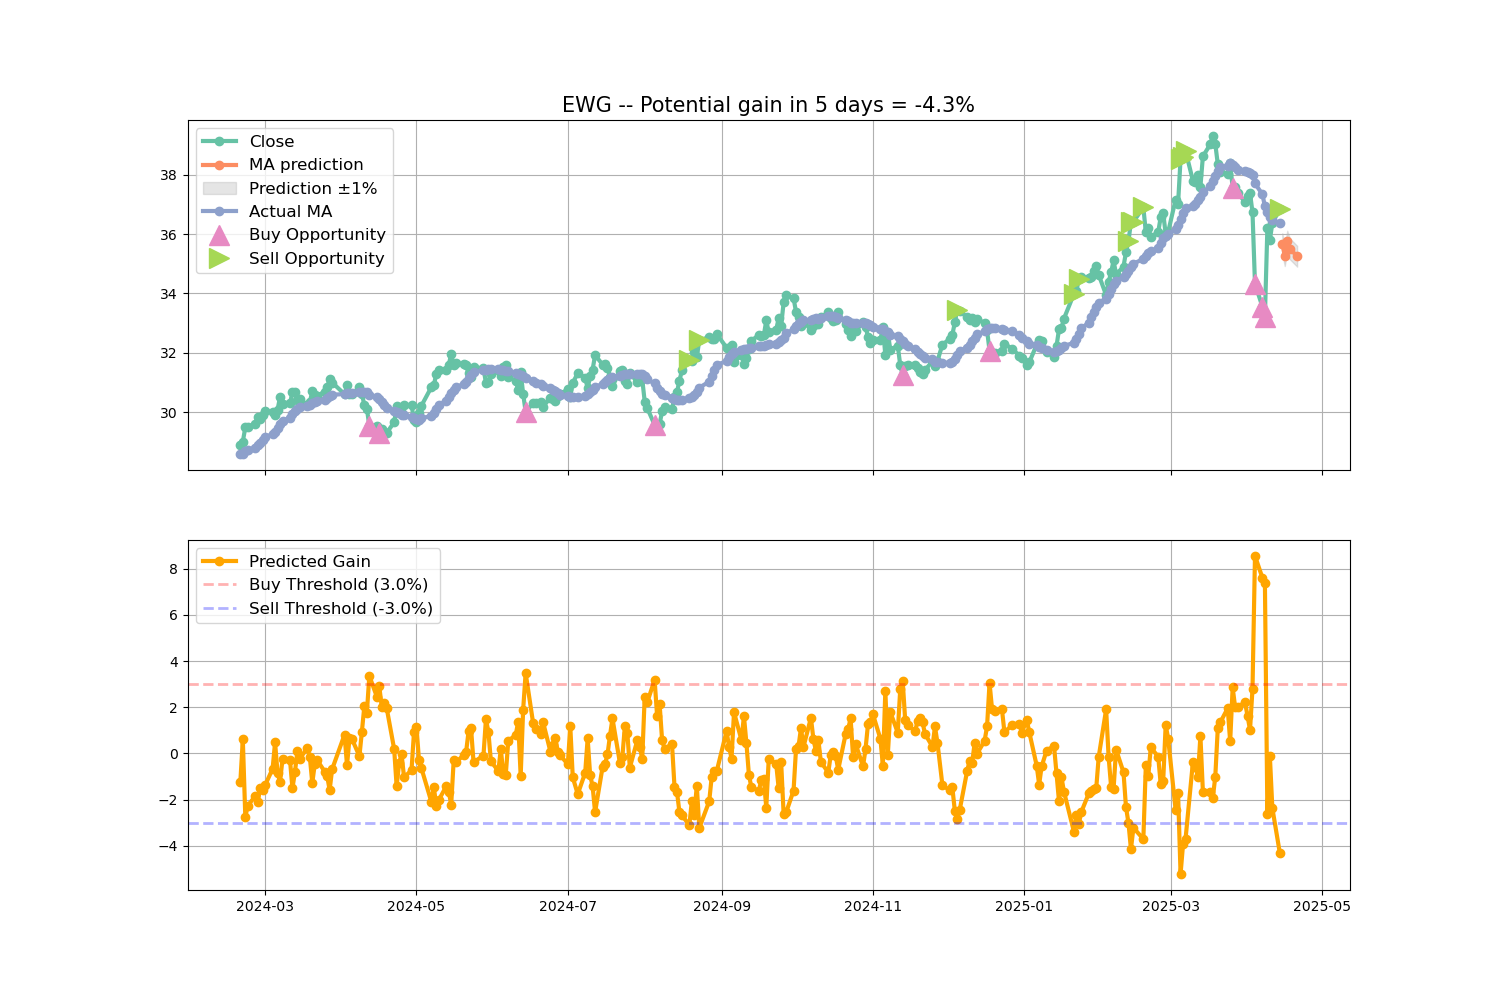 EWG -- Potential gain in 5 days = -4.3%
Close
MA prediction
Prediction ±1%
Actual MA
Buy Opportunity
Sell Opportunity
38
36
34
32
30
Predicted Gain
Buy Threshold (3.0%)
Sell Threshold (-3.0%)
8
6
4
2
0
−2
−4
2024-03 2024-05 2024-07 2024-09 2024-11 2025-01 2025-03 2025-05